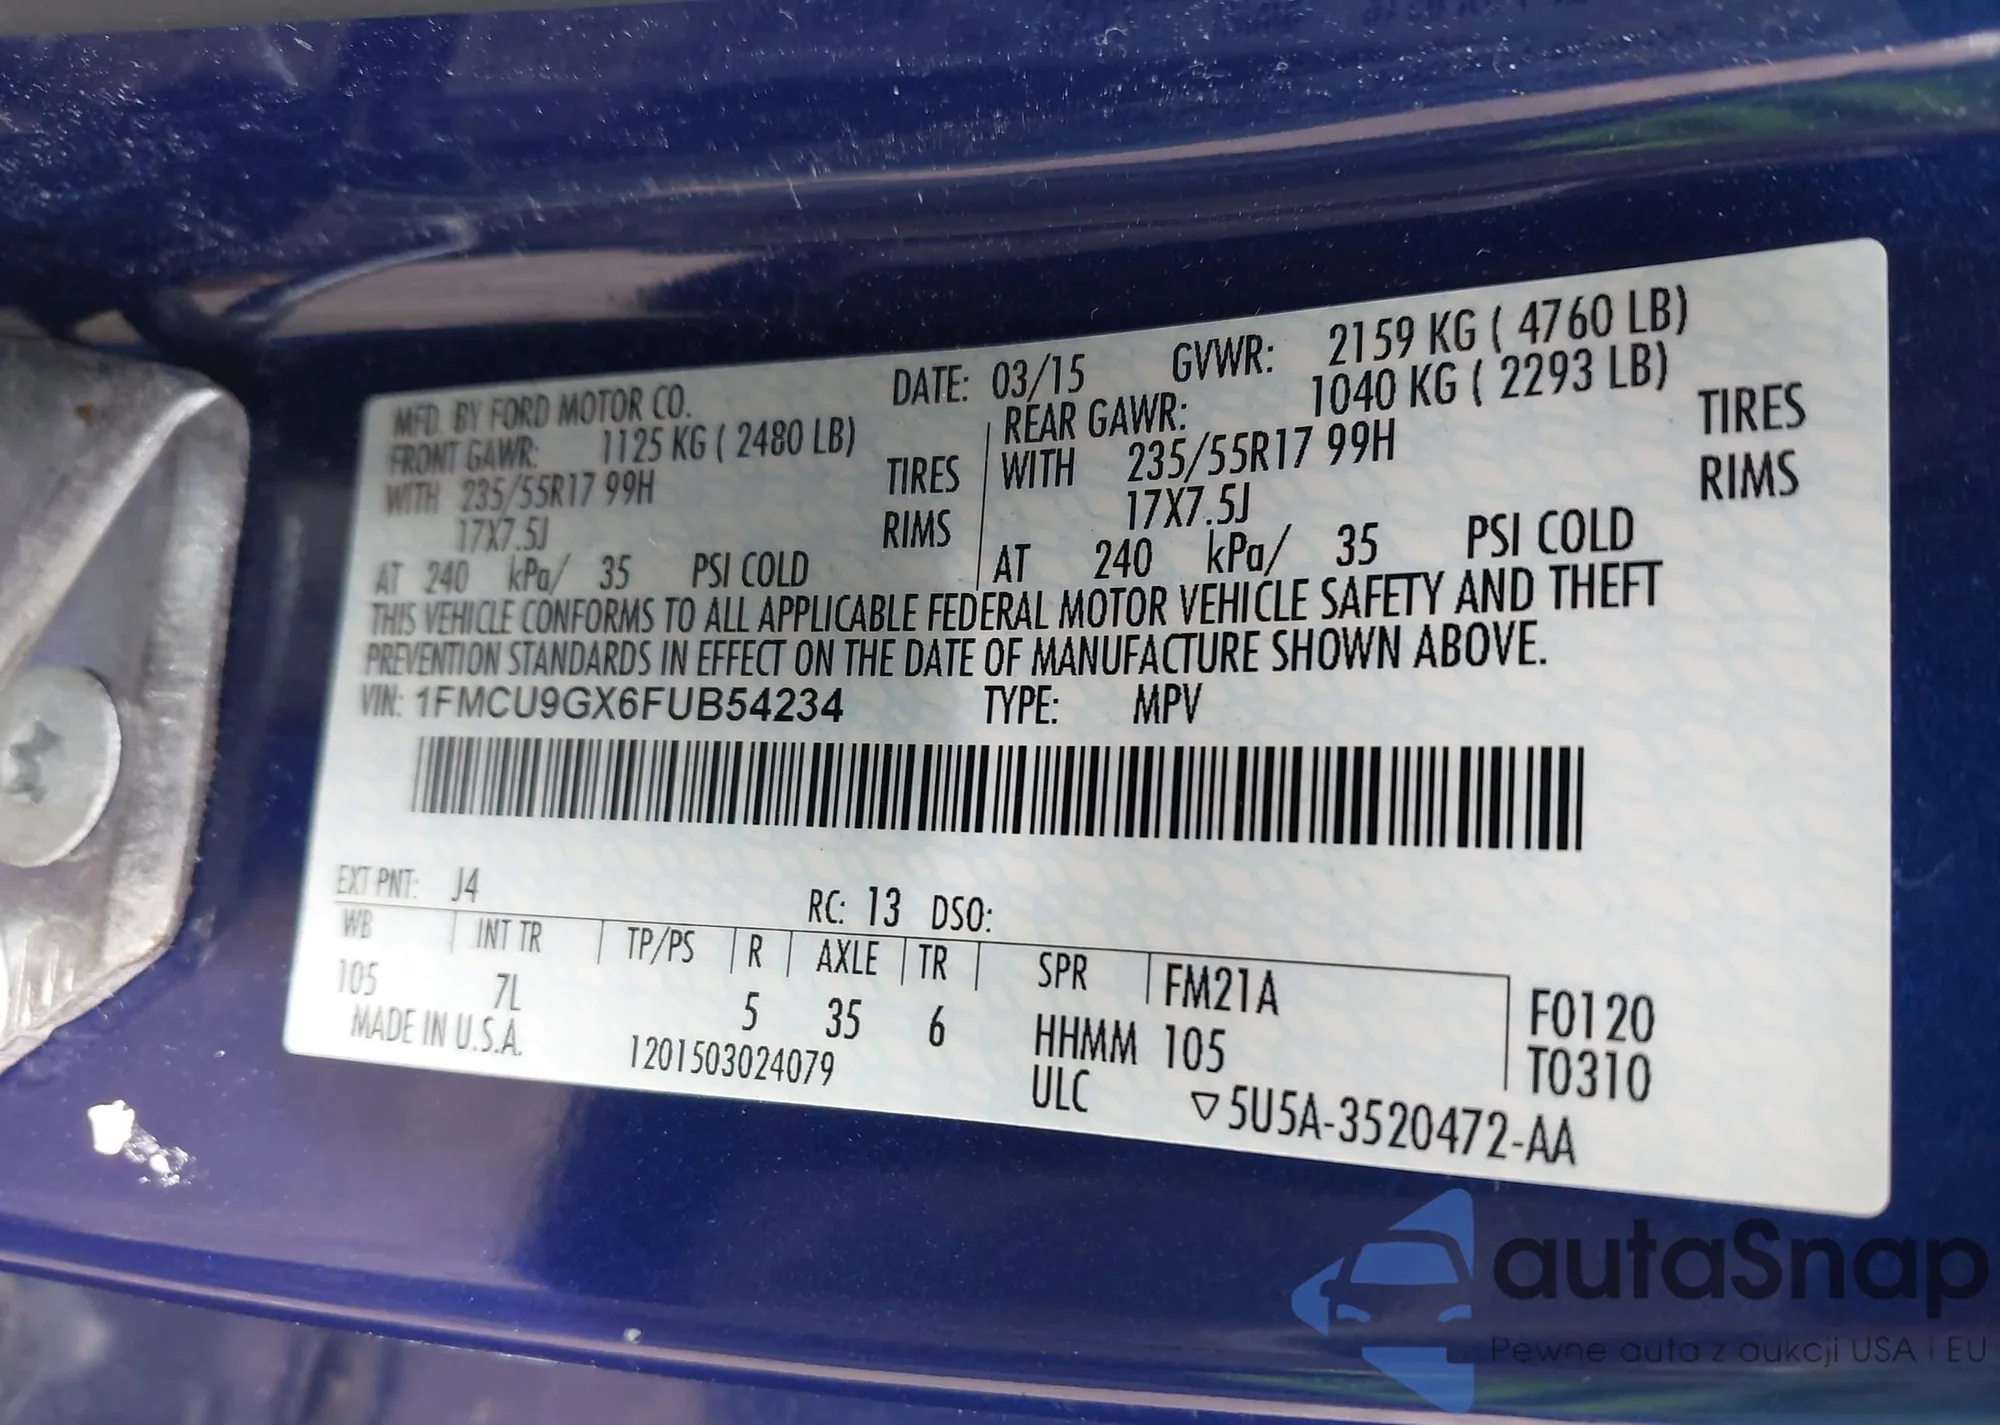 MFD. BY FORD MOTOR CO. DATE: 03/15 GVWR: 2159 KG ( 4760 LB)
FRONT GAWR: 1125 KG ( 2480 LB) REAR GAWR: 1040 KG ( 2293 LB)
WITH 235/55R17 99H TIRES WITH 235/55R17 99H TIRES
17X7.5J RIMS 17X7.5J RIMS
AT 240 kPa/ 35 PSI COLD AT 240 kPa/ 35 PSI COLD
THIS VEHICLE CONFORMS TO ALL APPLICABLE FEDERAL MOTOR VEHICLE SAFETY AND THEFT
PREVENTION STANDARDS IN EFFECT ON THE DATE OF MANUFACTURE SHOWN ABOVE.
VIN: 1FMCU9GX6FUB54234 TYPE: MPV
EXT PNT: J4 RC: 13 DSO:
WB INT TR TP/PS R AXLE TR SPR FM21A F0120
105 7L 5 35 6 HHMM 105 T0310
MADE IN U.S.A. 1201503024079 ULC ▽5U5A-3520472-AA
autaSnap
Pewne auta z aukcji USA i EU